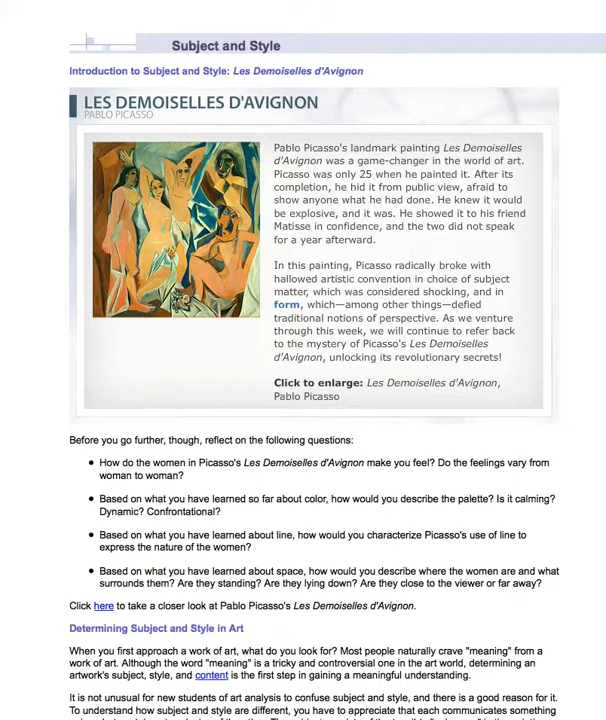 Subject and Style
Introduction to Subject and Style: Les Demoiselles d'Avignon
LES DEMOISELLES D'AVIGNON
PABLO PICASSO
Pablo Picasso's landmark painting Les Demoiselles
d'Avignon was a game-changer in the world of art.
Picasso was only 25 when he painted it. After its
completion, he hid it from public view, afraid to
show anyone what he had done. He knew it would
be explosive, and it was. He showed it to his friend
Matisse in confidence, and the two did not speak
for a year afterward.
In this painting, Picasso radically broke with
hallowed artistic convention in choice of subject
matter, which was considered shocking, and in
form, which—among other things—defied
traditional notions of perspective. As we venture
through this week, we will continue to refer back
to the mystery of Picasso's Les Demoiselles
d'Avignon, unlocking its revolutionary secrets!
Click to enlarge: Les Demoiselles d'Avignon,
Pablo Picasso
Before you go further, though, reflect on the following questions:
• How do the women in Picasso's Les Demoiselles d'Avignon make you feel? Do the feelings vary from
woman to woman?
• Based on what you have learned so far about color, how would you describe the palette? Is it calming?
Dynamic? Confrontational?
• Based on what you have learned about line, how would you characterize Picasso's use of line to
express the nature of the women?
• Based on what you have learned about space, how would you describe where the women are and what
surrounds them? Are they standing? Are they lying down? Are they close to the viewer or far away?
Click here to take a closer look at Pablo Picasso's Les Demoiselles d'Avignon.
Determining Subject and Style in Art
When you first approach a work of art, what do you look for? Most people naturally crave "meaning" from a
work of art. Although the word "meaning" is a tricky and controversial one in the art world, determining an
artwork's subject, style, and content is the first step in gaining a meaningful understanding.
It is not unusual for new students of art analysis to confuse subject and style, and there is a good reason for it.
To understand how subject and style are different, you have to appreciate that each communicates something